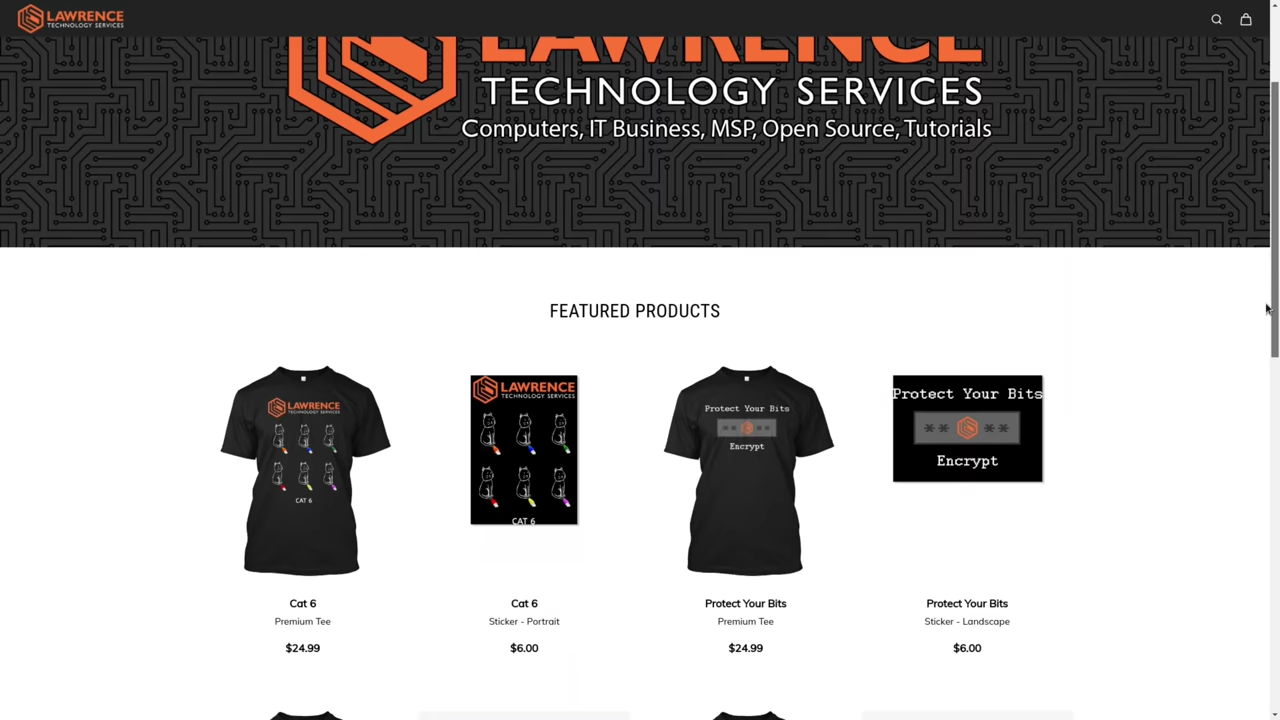 LAWRENCE
TECHNOLOGY SERVICES
LAWRENCE
TECHNOLOGY SERVICES
Computers, IT Business, MSP, Open Source, Tutorials
FEATURED PRODUCTS
LAWRENCE
TECHNOLOGY SERVICES
CAT 6
LAWRENCE
TECHNOLOGY SERVICES
CAT 6
Protect Your Bits
** **
Encrypt
Protect Your Bits
** **
Encrypt
Cat 6
Premium Tee
$24.99
Cat 6
Sticker - Portrait
$6.00
Protect Your Bits
Premium Tee
$24.99
Protect Your Bits
Sticker - Landscape
$6.00